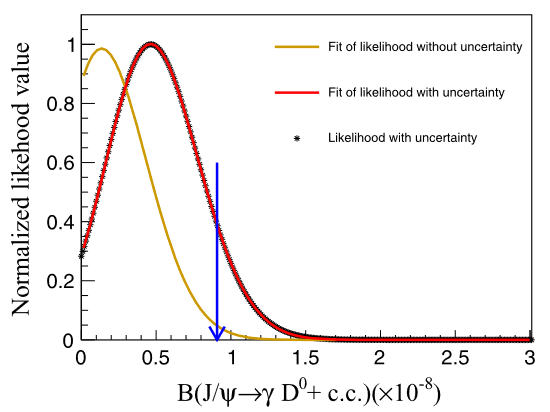 Normalized likehood value
1
0.8
0.6
0.4
0.2
0
Fit of likelihood without uncertainty
Fit of likelihood with uncertainty
Likelihood with uncertainty
0 0.5 1 1.5 2 2.5 3
B(J/ψ→γ D⁰+ c.c.)(×10⁻⁸)